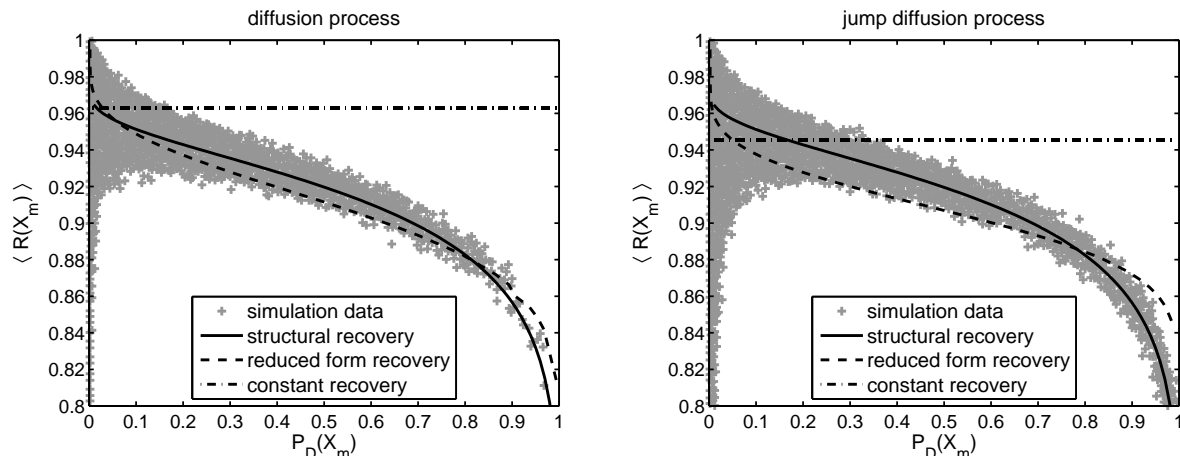 diffusion process
⟨ R(X_m) ⟩
1
0.98
0.96
0.94
0.92
0.9
0.88
0.86
0.84
0.82
0.8
simulation data
structural recovery
reduced form recovery
constant recovery
0 0.1 0.2 0.3 0.4 0.5 0.6 0.7 0.8 0.9 1
P_D(X_m)
jump diffusion process
⟨ R(X_m) ⟩
1
0.98
0.96
0.94
0.92
0.9
0.88
0.86
0.84
0.82
0.8
simulation data
structural recovery
reduced form recovery
constant recovery
0 0.1 0.2 0.3 0.4 0.5 0.6 0.7 0.8 0.9 1
P_D(X_m)